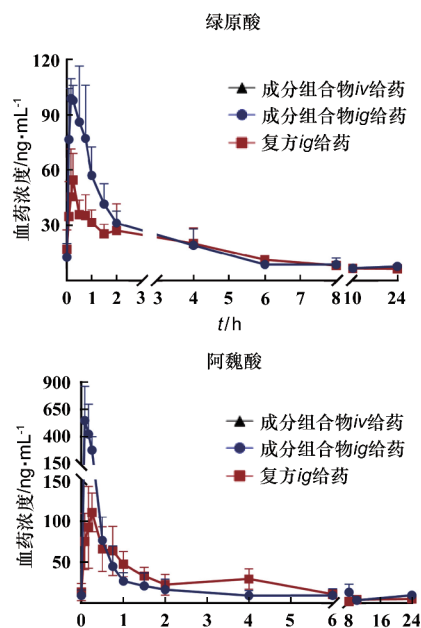 绿原酸
血药浓度/ng·mL⁻¹
120
90
60
30
成分组合物iv给药
成分组合物ig给药
复方ig给药
0 1 2 3 3 4 5 6 7 8 10 24
t/h
阿魏酸
血药浓度/ng·mL⁻¹
900
650
400
150
150
100
50
成分组合物iv给药
成分组合物ig给药
复方ig给药
0 1 2 3 4 5 6 8 16 24